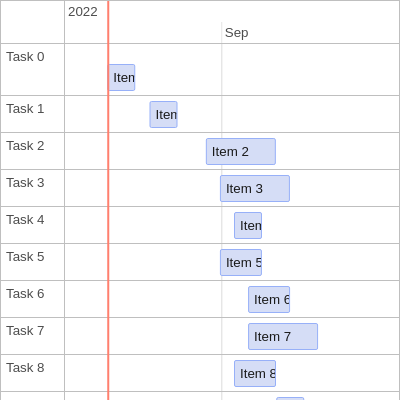 2022
Sep
Task 0
Iten
Task 1
Iten
Task 2
Item 2
Task 3
Item 3
Task 4
Iten
Task 5
Item 5
Task 6
Item 6
Task 7
Item 7
Task 8
Item 8